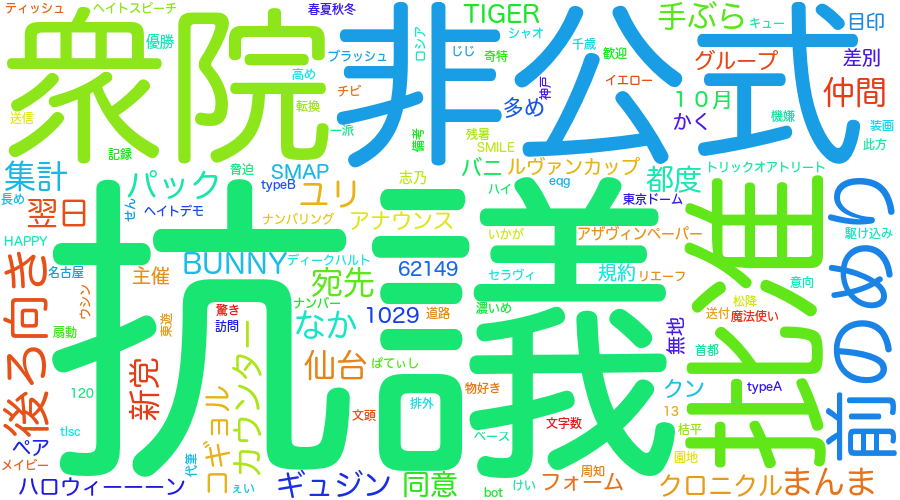 ティッシュ
ヘイトスピーチ
春夏秋冬
TIGER
手ぶら
キュー
目印
衆院
非公式
優勝
ブラッシュ
ロシア
じじ
奇特
シャオ
千歳
歓迎
グループ
差別
高め
チビ
神戸
イエロー
仲間
送信
転換
多め
１０月
かく
機嫌
装画
一派
備考
残暑
SMILE
此方
記録
集計
脅迫
SMAP
バニ
ルヴァンカップ
都度
トリックオアトリート
パック
typeB
ユリ
志乃
ハイ
eqg
東京ドーム
長め
翌日
せん
ヘイトデモ
ナンバリング
アナウンス
いかが
アザヴィンペーパー
駆け込み
HAPPY
抗議
批准
前のめり
後ろ向き
名古屋
主催
BUNNY
ディークハルト
宛先
62149
セラヴィ
規約
リエーフ
意向
ウシン
驚き
ナンバー
濃いめ
松降
扇動
東造
訪問
なか
1029
道路
無地
送付
魔法使い
首都
新党
カウンター
仙台
ぱてぃし
120
コギョル
物好き
クン
typeA
文頭
排外
13
文字数
桔平
tlsc
ペア
ベース
園地
メイビー
代筆
周知
ハロウィーーーン
ぇい
ギュジン
同意
bot
けい
フォーム
クロニクル
まんま